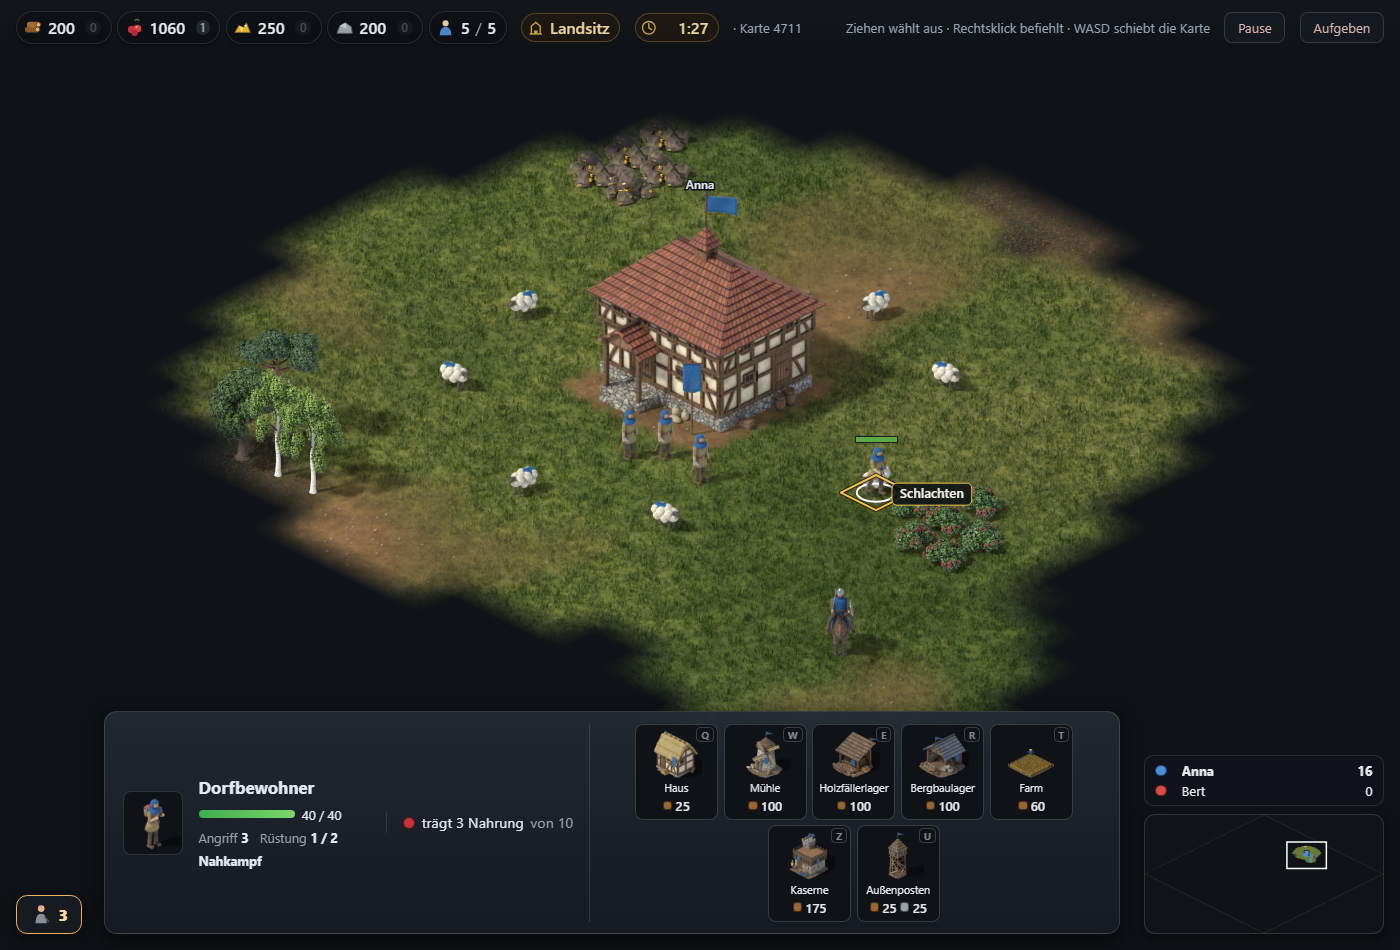 200 0 1060 1 250 0 200 0 5 / 5 Landsitz 1:27 · Karte 4711 Ziehen wählt aus · Rechtsklick befiehlt · WASD schiebt die Karte Pause Aufgeben
Anna
Schlachten
Dorfbewohner
40 / 40
Angriff 3 Rüstung 1 / 2
Nahkampf
trägt 3 Nahrung von 10
Q W E R T
Haus Mühle Holzfällerlager Bergbaulager Farm
25 100 100 100 60
Z U
Kaserne Außenposten
175 25 25
Anna 16
Bert 0
3